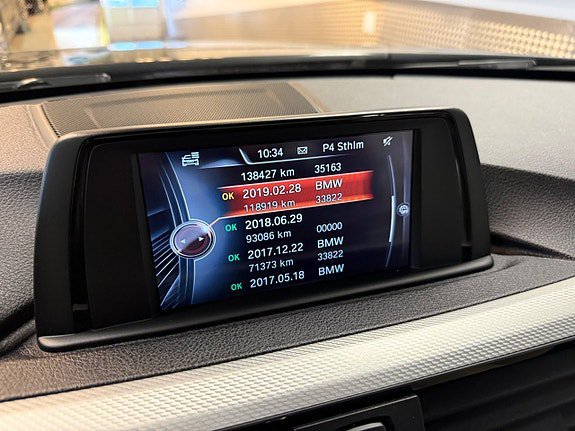 10:34 P4 Sthlm
138427 km 35163
OK 2019.02.28 BMW
118919 km 33822
OK 2018.06.29
93086 km 00000
OK 2017.12.22 BMW
71373 km 33822
OK 2017.05.18 BMW